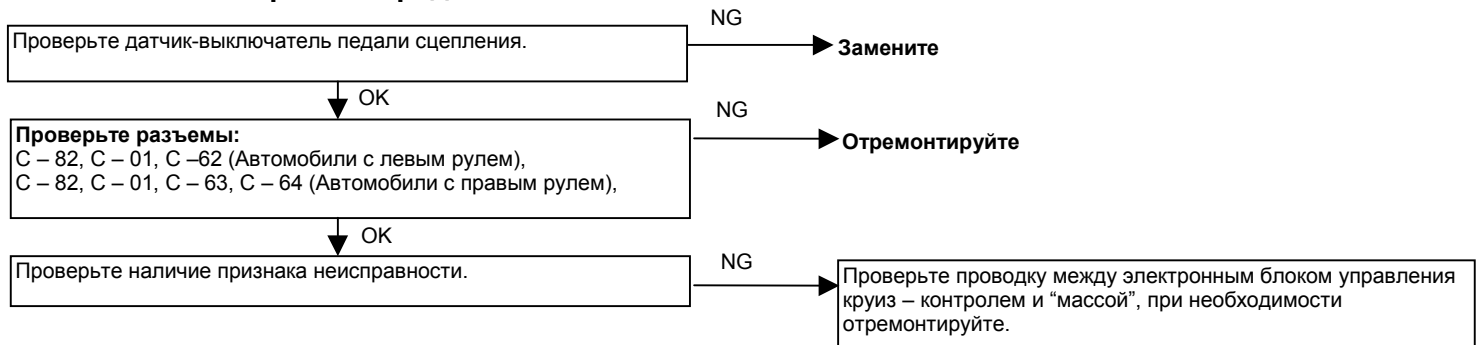 NG
Проверьте датчик-выключатель педали сцепления.
Замените
OK
NG
Проверьте разъемы:
C – 82, C – 01, C –62 (Автомобили с левым рулем),
C – 82, C – 01, C – 63, C – 64 (Автомобили с правым рулем),
Отремонтируйте
OK
NG
Проверьте наличие признака неисправности.
Проверьте проводку между электронным блоком управления
круиз – контролем и “массой”, при необходимости
отремонтируйте.